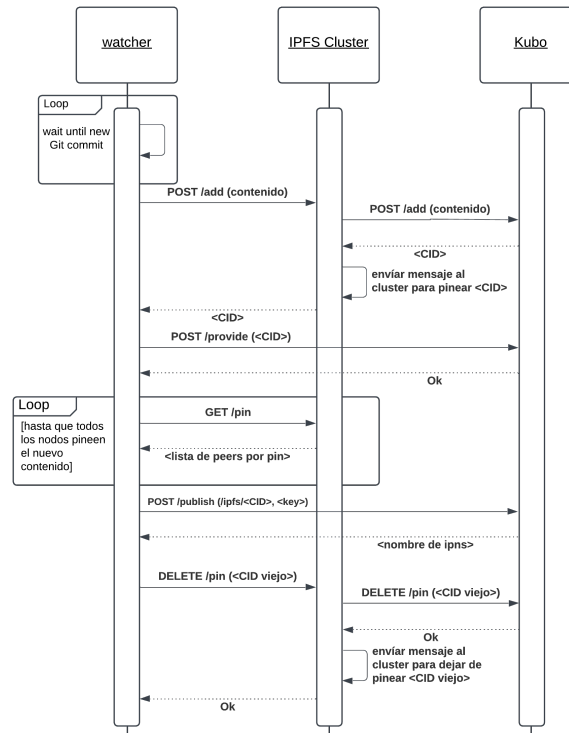 watcher
IPFS Cluster
Kubo
Loop
wait until new
Git commit
POST /add (contenido)
POST /add (contenido)
<CID>
envíar mensaje al
cluster para pinear <CID>
<CID>
POST /provide (<CID>)
Ok
Loop
[hasta que todos
los nodos pineen
el nuevo
contenido]
GET /pin
<lista de peers por pin>
POST /publish (/ipfs/<CID>, <key>)
<nombre de ipns>
DELETE /pin (<CID viejo>)
DELETE /pin (<CID viejo>)
Ok
envíar mensaje al
cluster para dejar de
pinear <CID viejo>
Ok